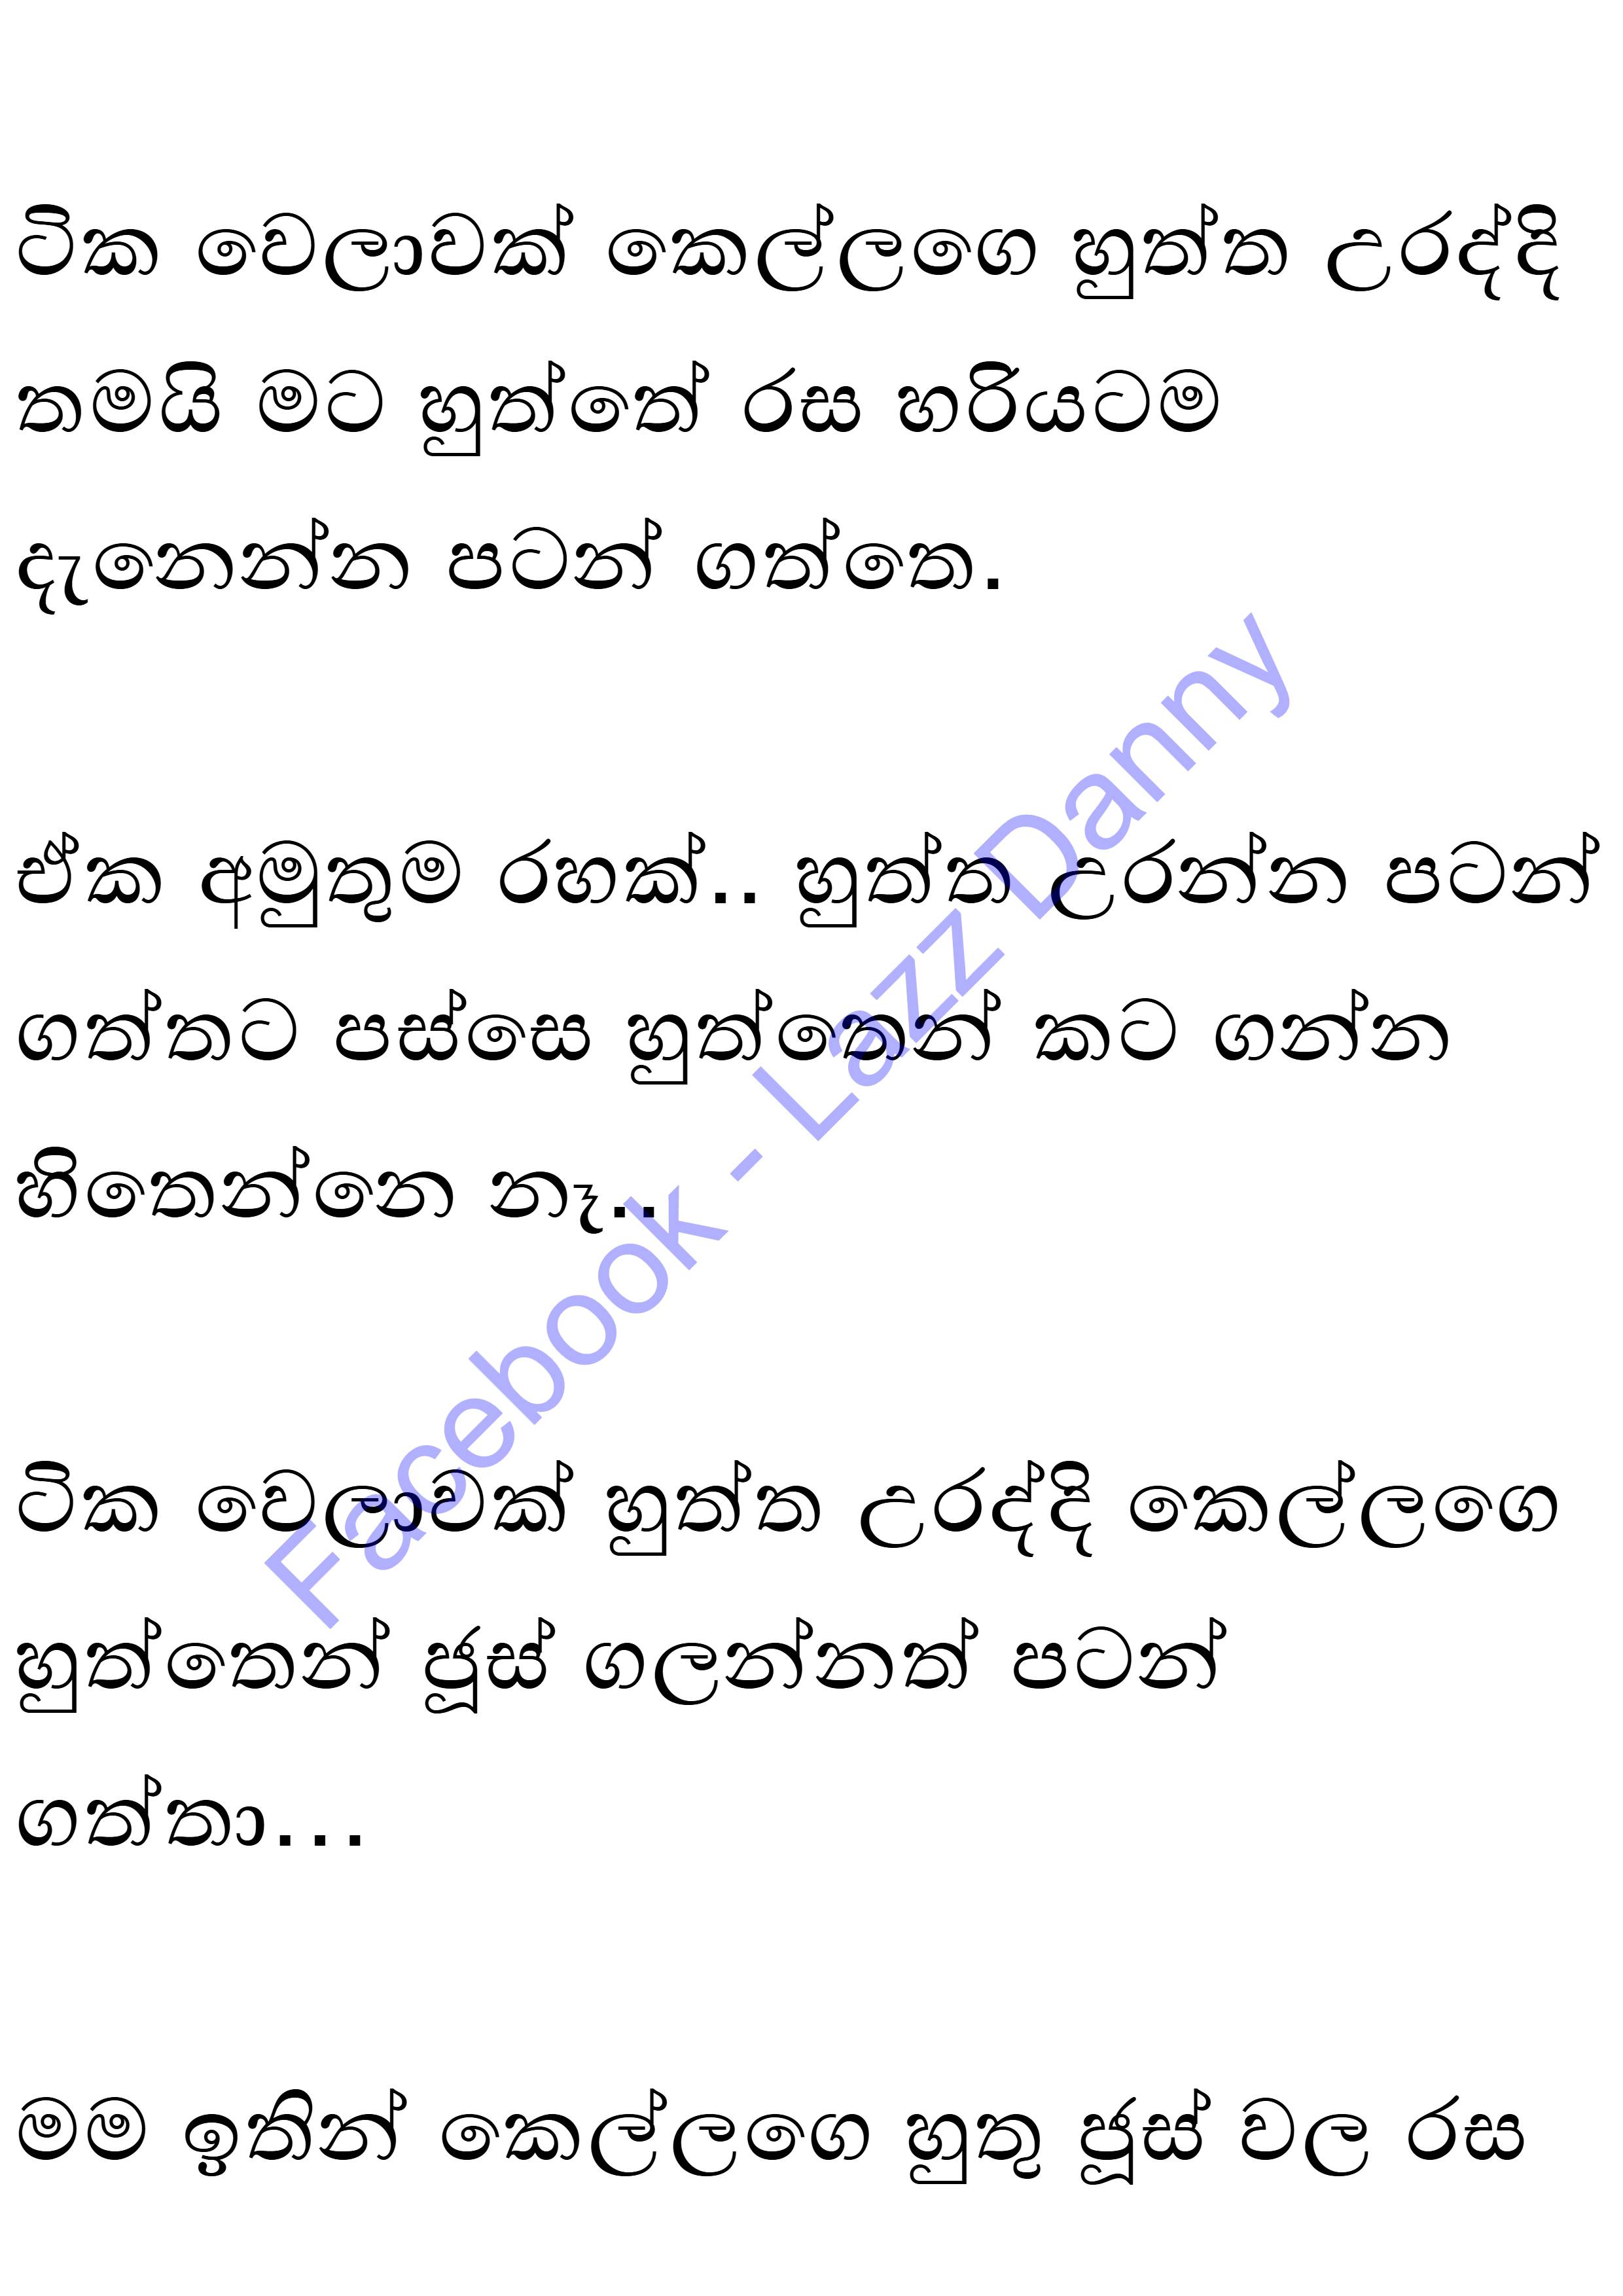 ටික වෙලාවක් කෙල්ලගෙ හුත්ත උරද්දි
තමයි මට හුත්තේ රස හරියටම
දැනෙන්න පටන් ගත්තෙ.
ඒක අමුතුම රහක්.. හුත්ත උරන්න පටන්
ගත්තට පස්සෙ හුත්තෙන් කට ගන්න
හිතෙන්නෙ නෑ..
ටික වෙලාවක් හුත්ත උරද්දි කෙල්ලගෙ
හුත්තෙන් ජූස් ගලන්නත් පටන්
ගත්තා...
මම ඉතින් කෙල්ලගෙ හුතු ජූස් වල රස
Facebook - Lazz Danny